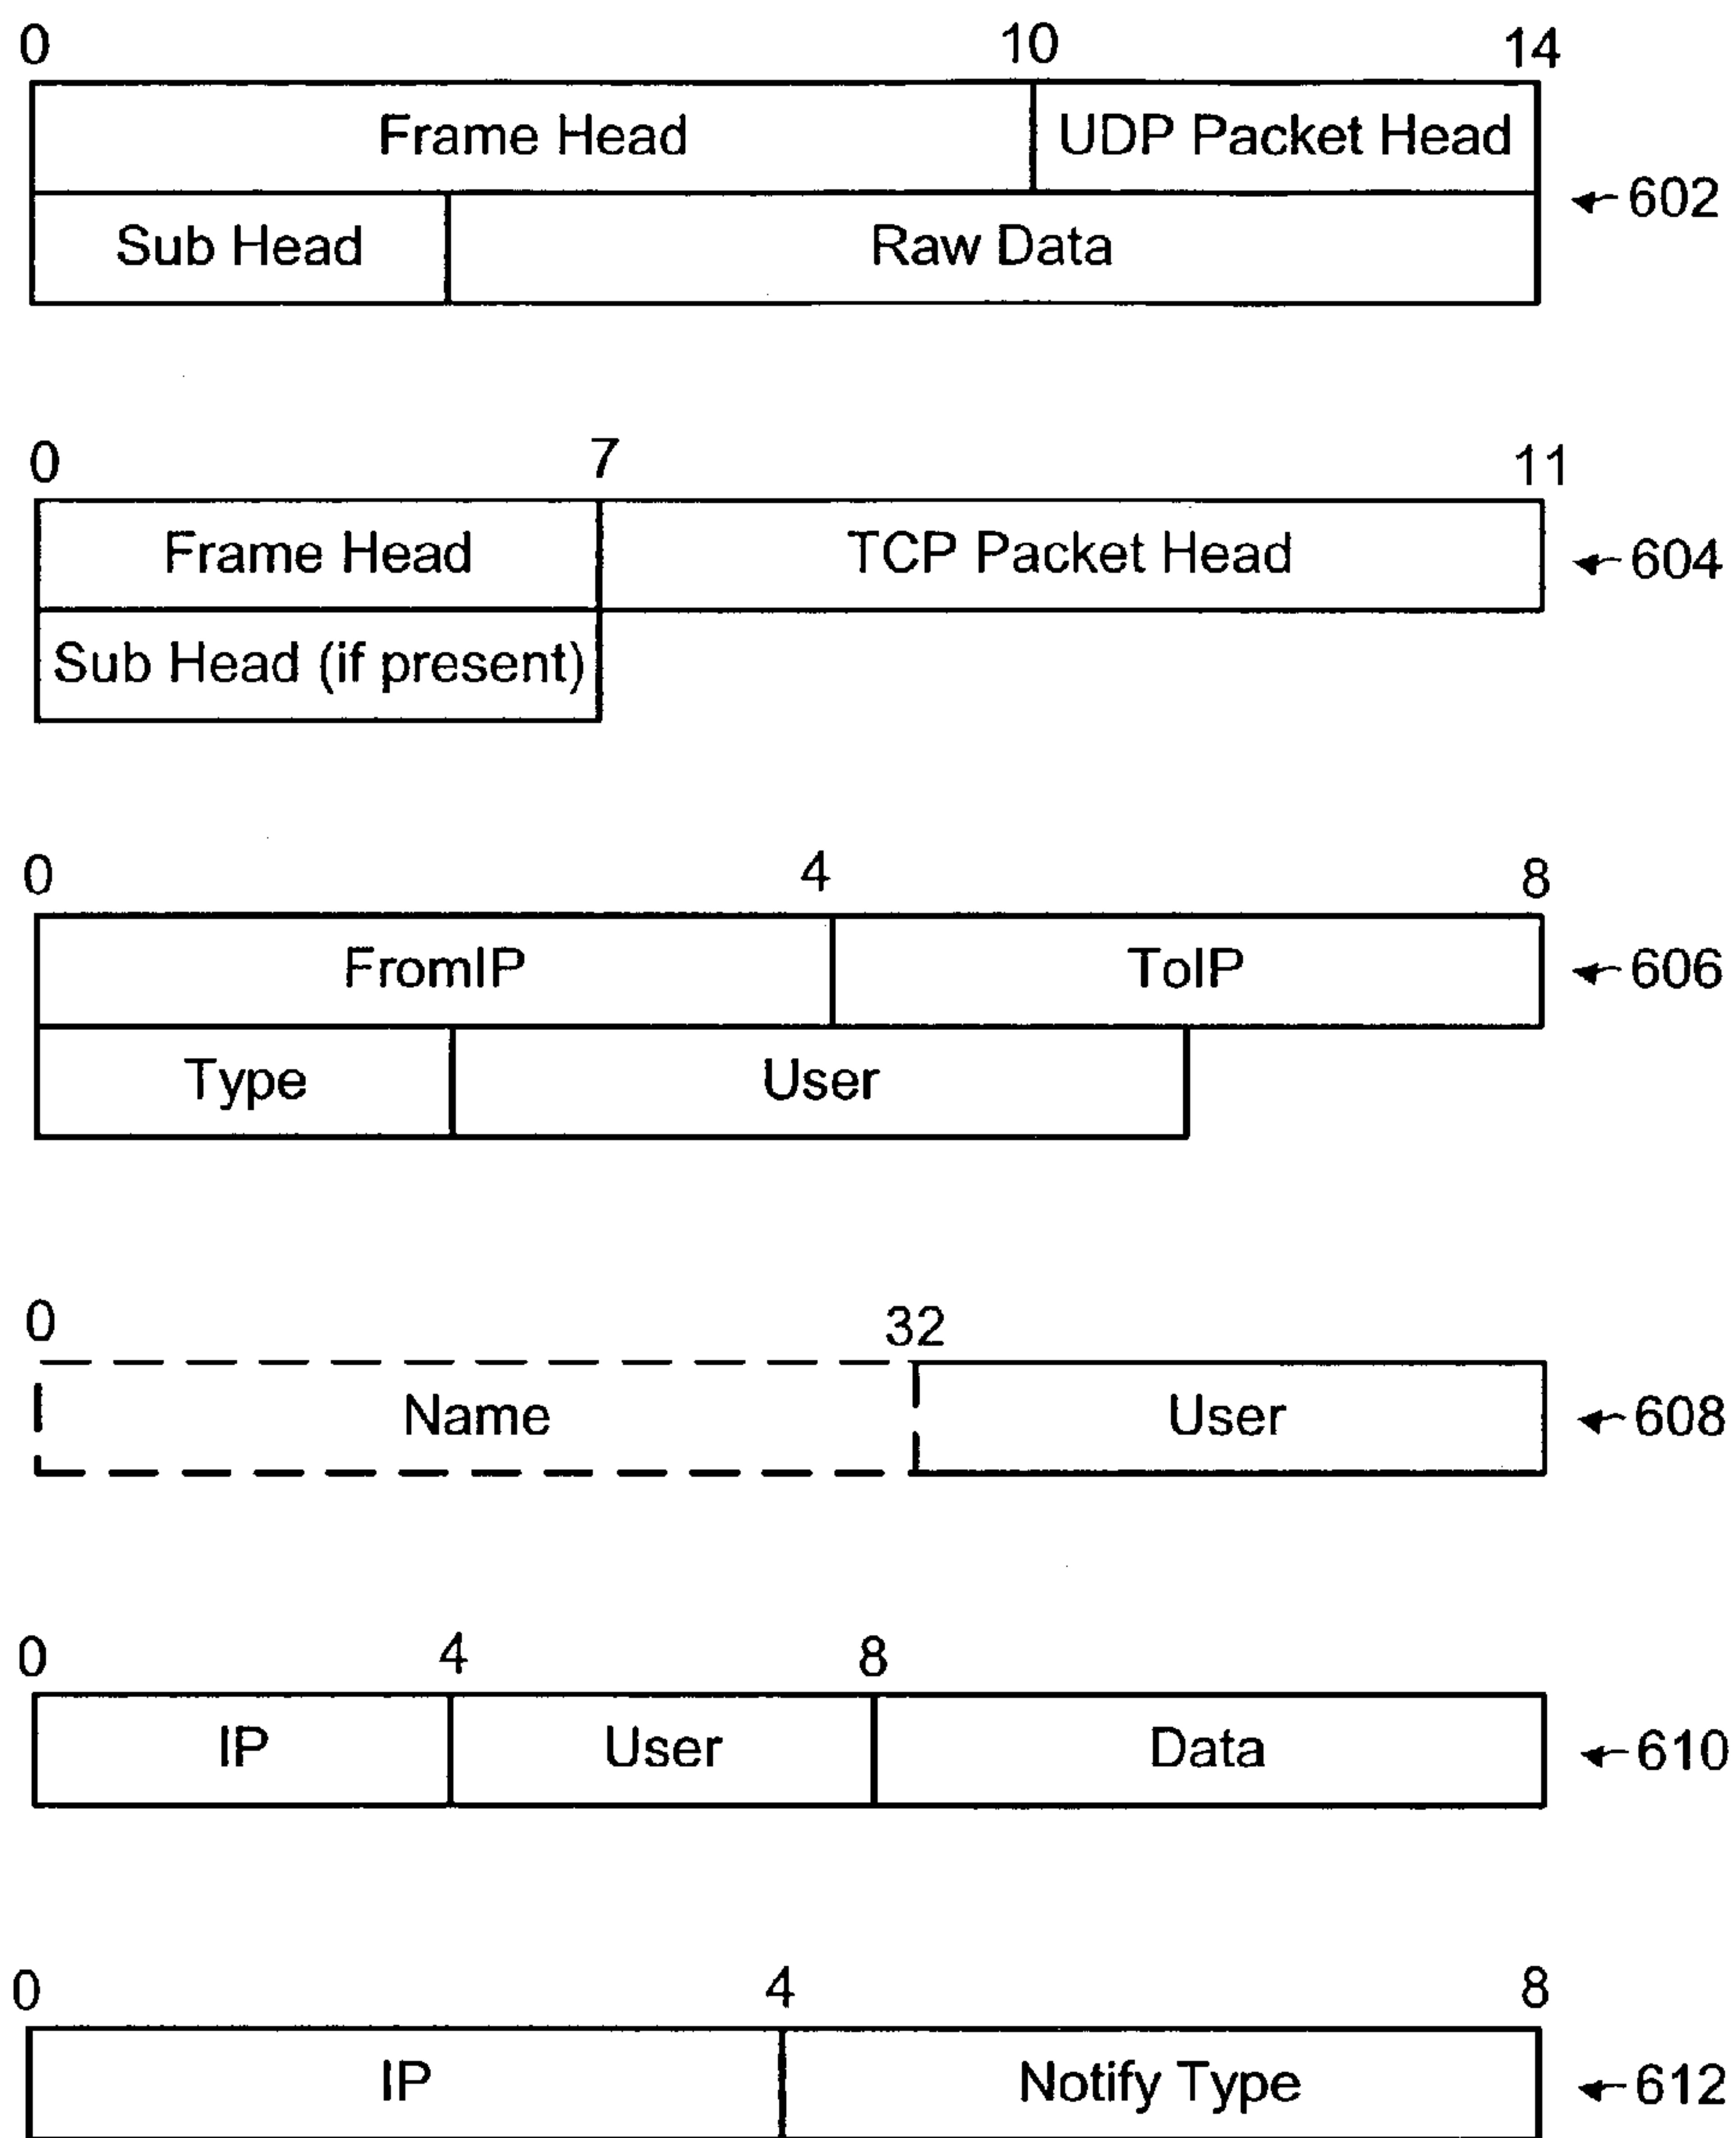 0 10 14
Frame Head UDP Packet Head
602
Sub Head Raw Data
0 7 11
Frame Head TCP Packet Head
604
Sub Head (if present)
0 4 8
FromIP ToIP
606
Type User
0 32
Name User
608
0 4 8
IP User Data
610
0 4 8
IP Notify Type
612